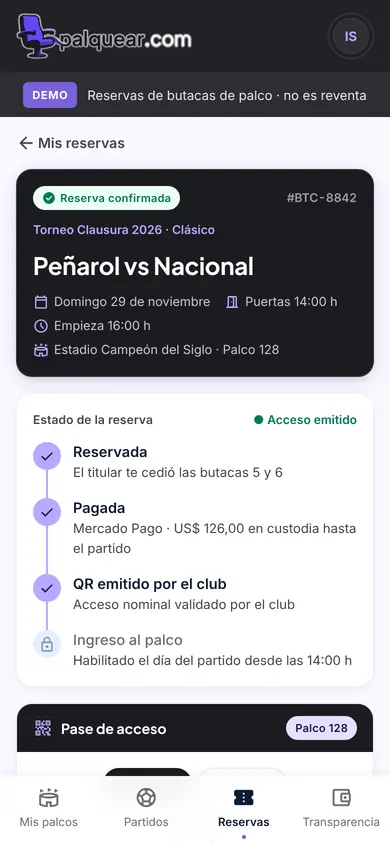 palquear.com
IS
DEMO Reservas de butacas de palco · no es reventa
← Mis reservas
Reserva confirmada #BTC-8842
Torneo Clausura 2026 · Clásico
Peñarol vs Nacional
Domingo 29 de noviembre Puertas 14:00 h
Empieza 16:00 h
Estadio Campeón del Siglo · Palco 128
Estado de la reserva Acceso emitido
Reservada
El titular te cedió las butacas 5 y 6
Pagada
Mercado Pago · US$ 126,00 en custodia hasta
el partido
QR emitido por el club
Acceso nominal validado por el club
Ingreso al palco
Habilitado el día del partido desde las 14:00 h
Pase de acceso Palco 128
Mis palcos Partidos Reservas Transparencia